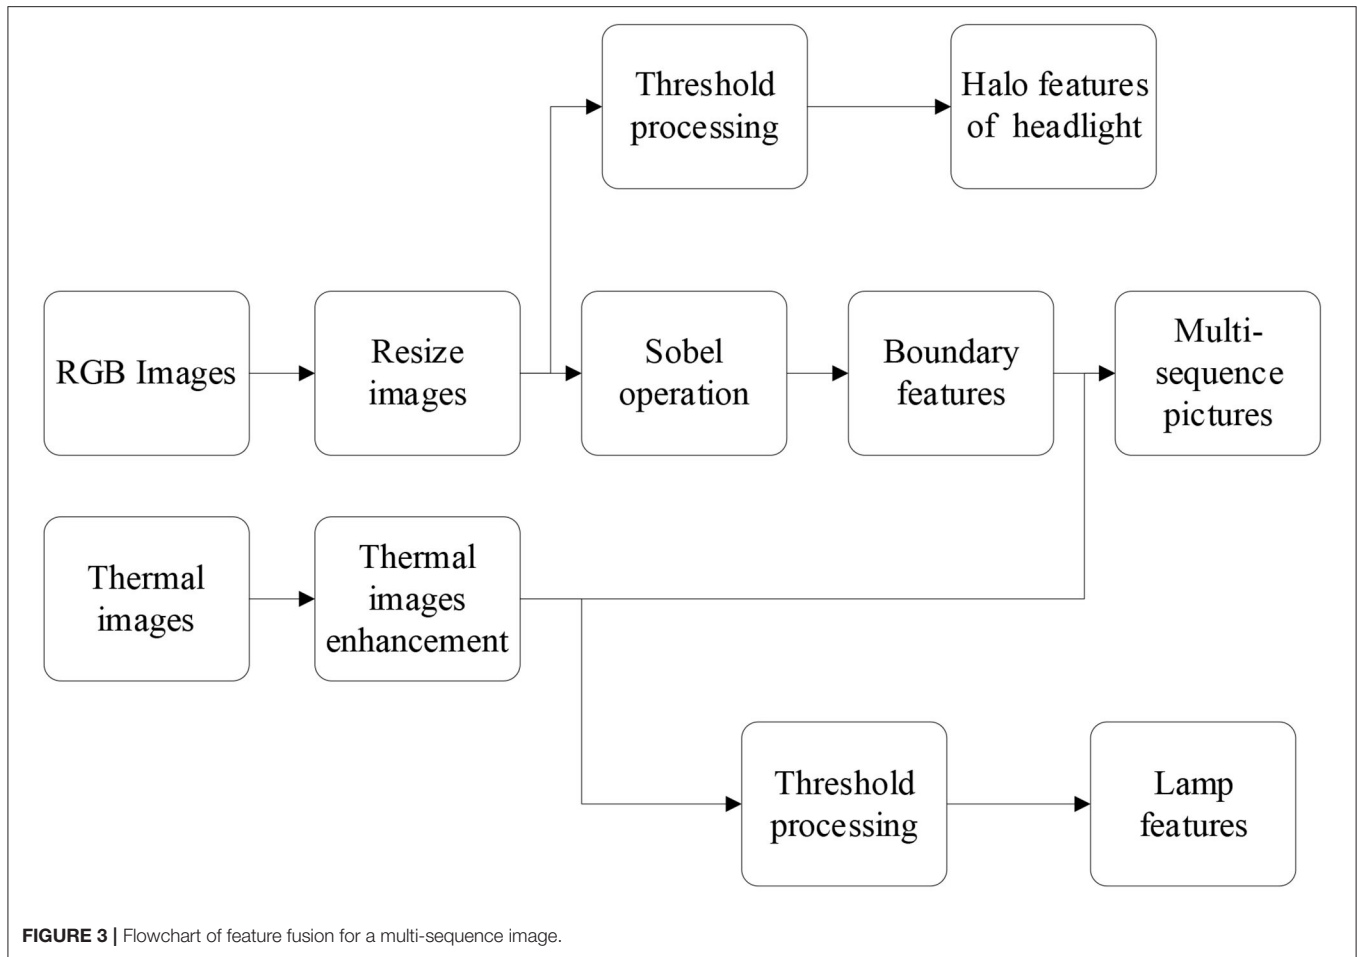 Threshold
processing
Halo features
of headlight
RGB Images
Resize
images
Sobel
operation
Boundary
features
Multi-
sequence
pictures
Thermal
images
Thermal
images
enhancement
Threshold
processing
Lamp
features
FIGURE 3 | Flowchart of feature fusion for a multi-sequence image.